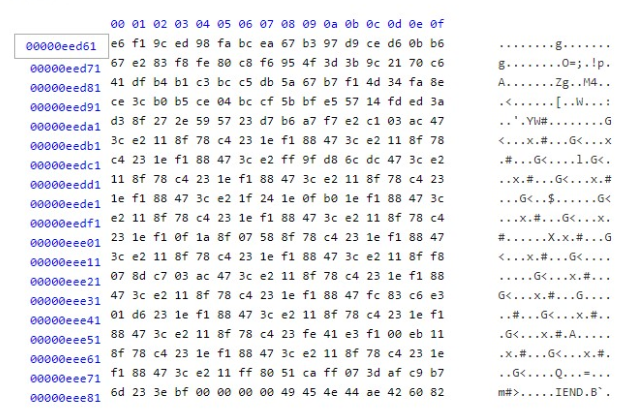 00 01 02 03 04 05 06 07 08 09 0a 0b 0c 0d 0e 0f
00000eed61 e6 f1 9c ed 98 fa bc ea 67 b3 97 d9 ce d6 0b b6 ........g.......
00000eed71 67 e2 83 f8 fe 80 c8 f6 95 4f 3d 3b 9c 21 70 c6 g........O=;.!p.
00000eed81 41 df b4 b1 c3 bc c5 db 5a 67 b7 f1 4d 34 fa 8e A.......Zg..M4..
00000eed91 ce 3c b0 b5 ce 04 bc cf 5b bf e5 57 14 fd ed 3a .<......[..W...:
00000eeda1 d3 8f 27 2e 59 57 23 d7 b6 a7 f7 e2 c1 03 ac 47 ..'.YW#........G
00000eedb1 3c e2 11 8f 78 c4 23 1e f1 88 47 3c e2 11 8f 78 <...x.#...G<...x
00000eedc1 c4 23 1e f1 88 47 3c e2 ff 9f d8 6c dc 47 3c e2 .#...G<....l.G<.
00000eedd1 11 8f 78 c4 23 1e f1 88 47 3c e2 11 8f 78 c4 23 ..x.#...G<...x.#
00000eede1 1e f1 88 47 3c e2 1f 24 1e 0f b0 1e f1 88 47 3c ...G<..$......G<
00000eedf1 e2 11 8f 78 c4 23 1e f1 88 47 3c e2 11 8f 78 c4 ...x.#...G<...x.
00000eee01 23 1e f1 0f 1a 8f 07 58 8f 78 c4 23 1e f1 88 47 #......X.x.#...G
00000eee11 3c e2 11 8f 78 c4 23 1e f1 88 47 3c e2 11 8f f8 <...x.#...G<....
00000eee21 07 8d c7 03 ac 47 3c e2 11 8f 78 c4 23 1e f1 88 .....G<...x.#...
00000eee31 47 3c e2 11 8f 78 c4 23 1e f1 88 47 fc 83 c6 e3 G<...x.#...G....
00000eee41 01 d6 23 1e f1 88 47 3c e2 11 8f 78 c4 23 1e f1 ..#...G<...x.#..
00000eee51 88 47 3c e2 11 8f 78 c4 23 fe 41 e3 f1 00 eb 11 .G<...x.#.A.....
00000eee61 8f 78 c4 23 1e f1 88 47 3c e2 11 8f 78 c4 23 1e .x.#...G<...x.#.
00000eee71 f1 88 47 3c e2 11 ff 80 51 ca ff 07 3d af c9 b7 ..G<....Q...=...
00000eee81 6d 23 3e bf 00 00 00 00 49 45 4e 44 ae 42 60 82 m#>.....IEND.B`.